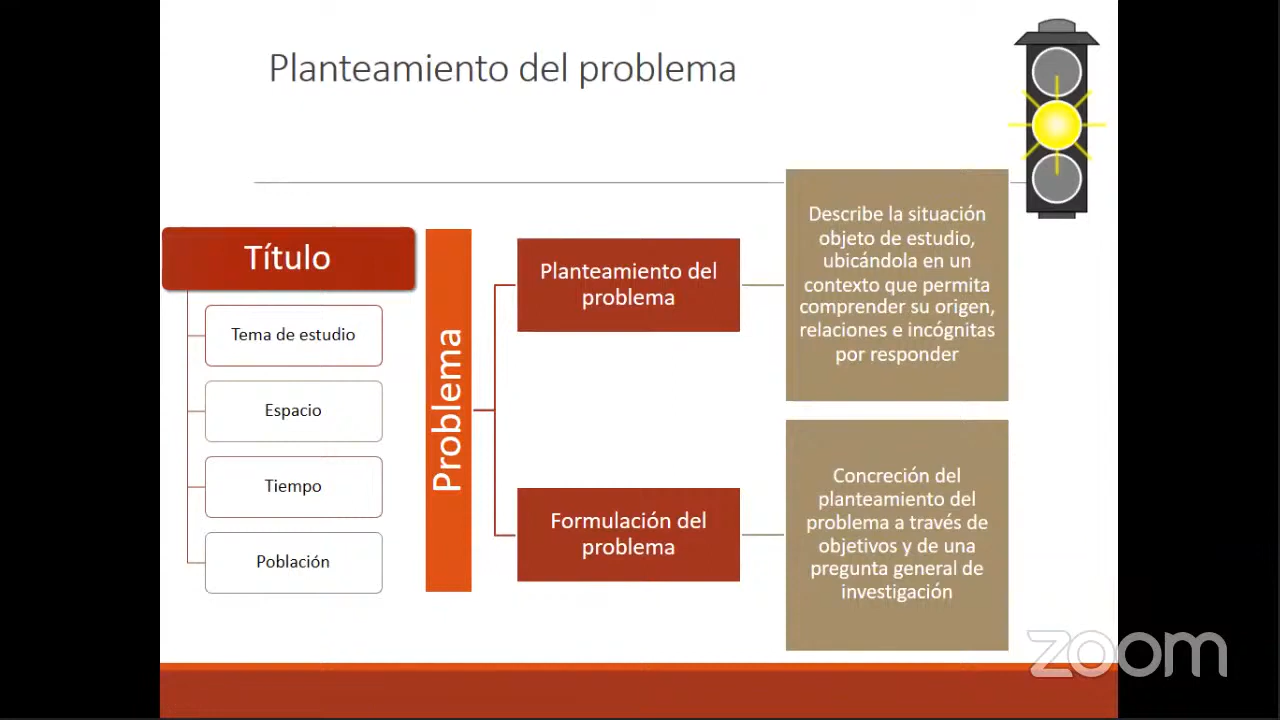 Planteamiento del problema
Título
Tema de estudio
Espacio
Tiempo
Población
Problema
Planteamiento del
problema
Describe la situación
objeto de estudio,
ubicándola en un
contexto que permita
comprender su origen,
relaciones e incógnitas
por responder
Formulación del
problema
Concreción del
planteamiento del
problema a través de
objetivos y de una
pregunta general de
investigación
zoom